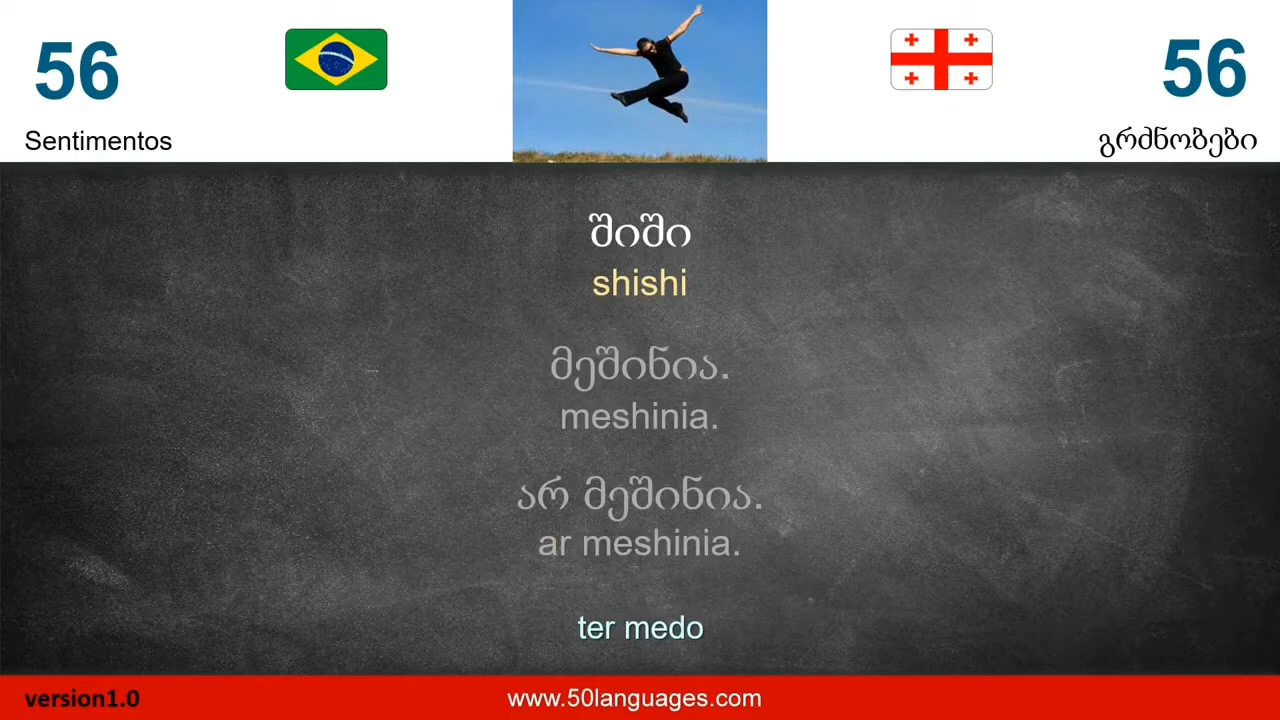 56
Sentimentos
56
გრძნობები
შიში
shishi
მეშინია.
meshinia.
არ მეშინია.
ar meshinia.
ter medo
version1.0
www.50languages.com